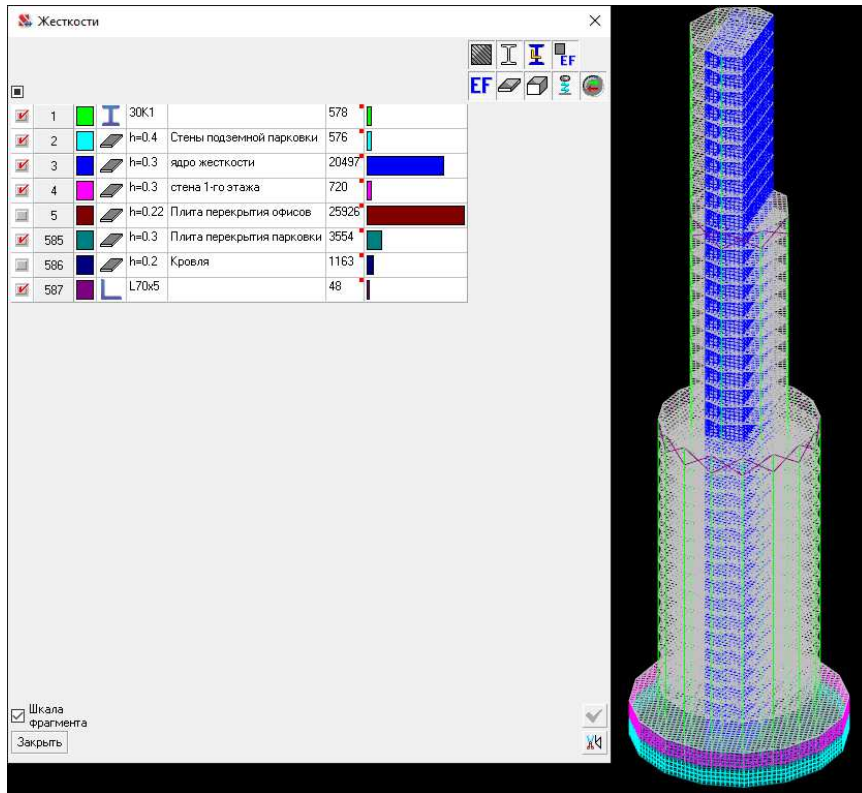 Жесткости
EF
EF
1 30K1 578
2 h=0.4 Стены подземной парковки 576
3 h=0.3 ядро жесткости 20497
4 h=0.3 стена 1-го этажа 720
5 h=0.22 Плита перекрытия офисов 25926
585 h=0.3 Плита перекрытия парковки 3554
586 h=0.2 Кровля 1163
587 L70x5 48
Шкала
фрагмента
Закрыть